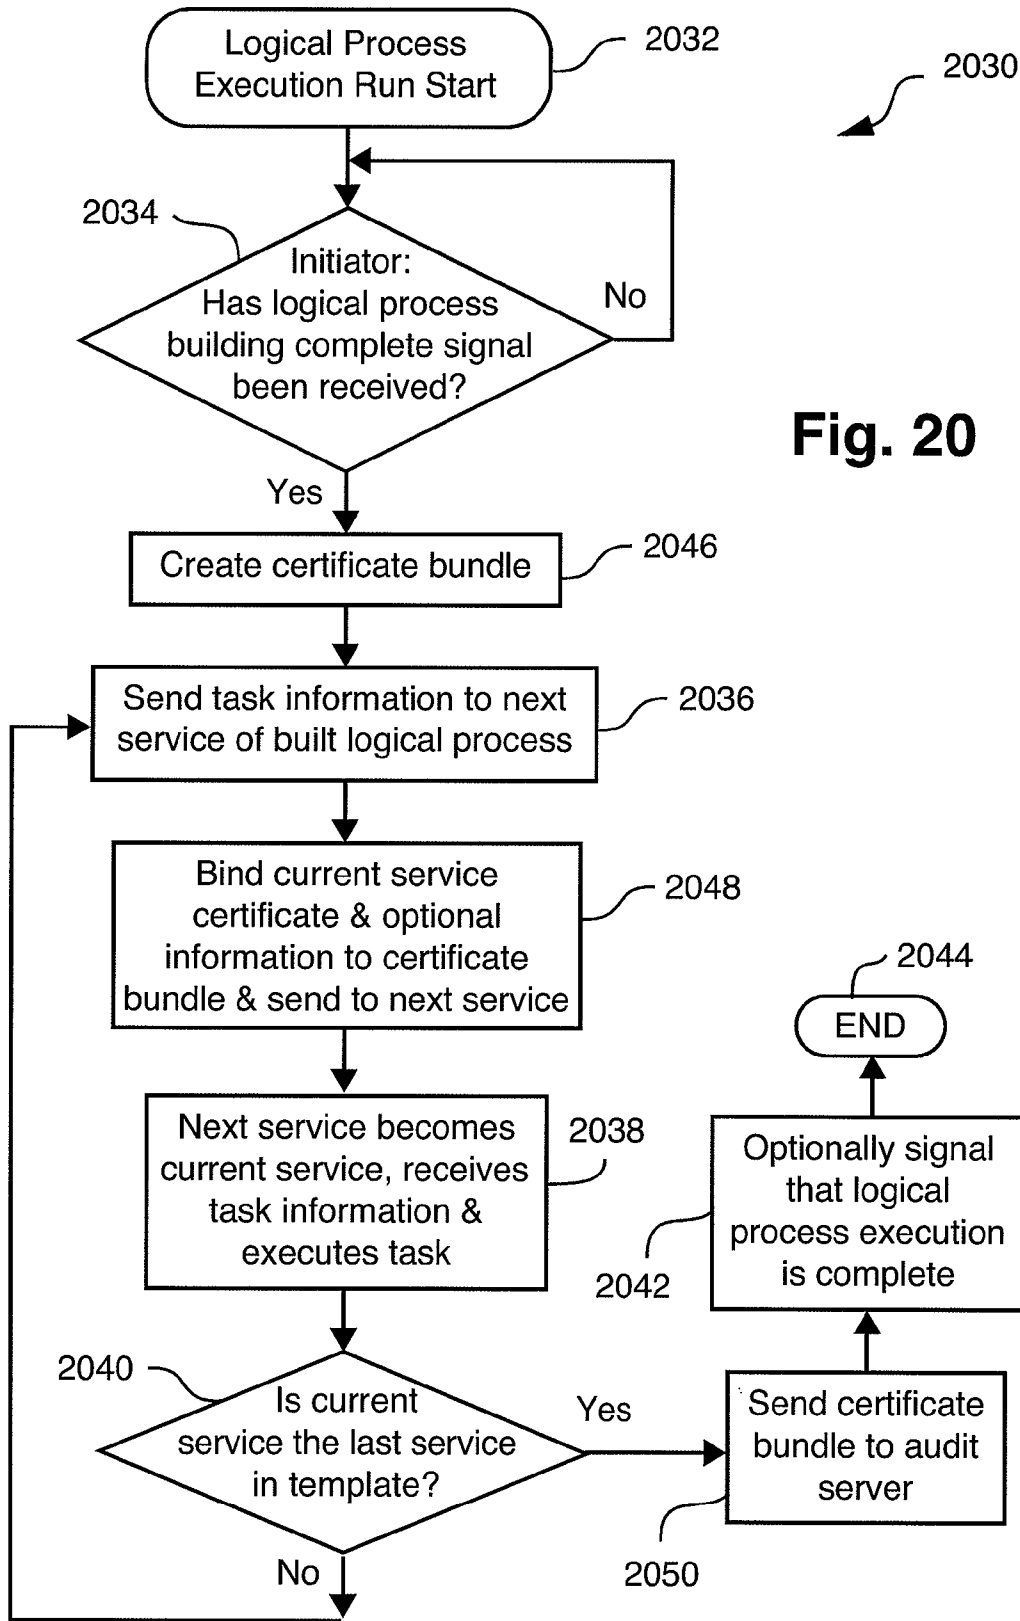 Logical Process
Execution Run Start
2032
2030
2034
Initiator:
Has logical process
building complete signal
been received?
No
Fig. 20
Yes
Create certificate bundle
2046
Send task information to next
service of built logical process
2036
Bind current service
certificate & optional
information to certificate
bundle & send to next service
2048
2044
END
Next service becomes
current service, receives
task information &
executes task
2038
Optionally signal
that logical
process execution
is complete
2042
2040
Is current
service the last service
in template?
Yes
Send certificate
bundle to audit
server
2050
No